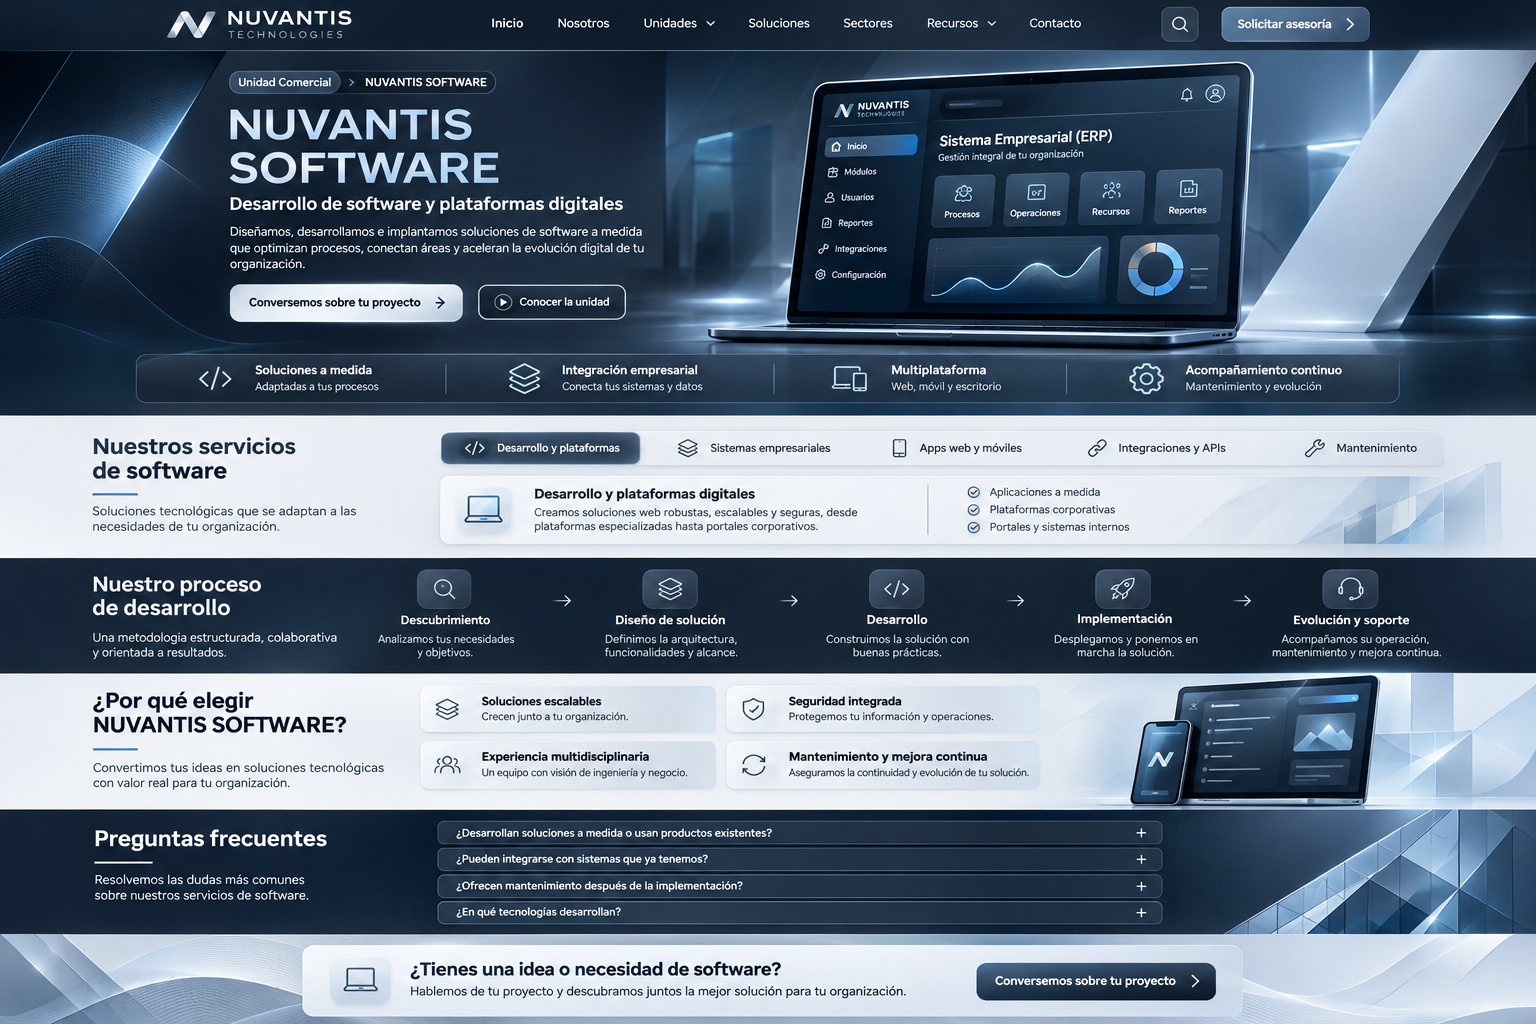 NUVANTIS
TECHNOLOGIES
Inicio
Nosotros
Unidades
Soluciones
Sectores
Recursos
Contacto
Solicitar asesoría
Unidad Comercial > NUVANTIS SOFTWARE
NUVANTIS
SOFTWARE
Desarrollo de software y plataformas digitales
Diseñamos, desarrollamos e implantamos soluciones de software a medida
que optimizan procesos, conectan áreas y aceleran la evolución digital de tu
organización.
Conversemos sobre tu proyecto
Conocer la unidad
NUVANTIS
TECHNOLOGIES
Inicio
Módulos
Usuarios
Reportes
Integraciones
Configuración
Sistema Empresarial (ERP)
Gestión integral de tu organización
Procesos
Operaciones
Recursos
Reportes
Soluciones a medida
Adaptadas a tus procesos
Integración empresarial
Conecta tus sistemas y datos
Multiplataforma
Web, móvil y escritorio
Acompañamiento continuo
Mantenimiento y evolución
Nuestros servicios
de software
Soluciones tecnológicas que se adaptan a las
necesidades de tu organización.
Desarrollo y plataformas
Sistemas empresariales
Apps web y móviles
Integraciones y APIs
Mantenimiento
Desarrollo y plataformas digitales
Creamos soluciones web robustas, escalables y seguras, desde
plataformas especializadas hasta portales corporativos.
Aplicaciones a medida
Plataformas corporativas
Portales y sistemas internos
Nuestro proceso
de desarrollo
Una metodologia estructurada, colaborativa
y orientada a resultados.
Descubrimiento
Analizamos tus necesidades
y objetivos.
Diseño de solución
Definimos la arquitectura,
funcionalidades y alcance.
Desarrollo
Construimos la solución con
buenas prácticas.
Implementación
Desplegamos y ponemos en
marcha la solución.
Evolución y soporte
Acompañamos su operación,
mantenimiento y mejora continua.
¿Por qué elegir
NUVANTIS SOFTWARE?
Convertimos tus ideas en soluciones tecnológicas
con valor real para tu organización.
Soluciones escalables
Crecen junto a tu organización.
Seguridad integrada
Protegemos tu información y operaciones.
Experiencia multidisciplinaria
Un equipo con visión de ingeniería y negocio.
Mantenimiento y mejora continua
Aseguramos la continuidad y evolución de tu solución.
Preguntas frecuentes
Resolvemos las dudas más comunes
sobre nuestros servicios de software.
¿Desarrollan soluciones a medida o usan productos existentes?
¿Pueden integrarse con sistemas que ya tenemos?
¿Ofrecen mantenimiento después de la implementación?
¿En qué tecnologías desarrollan?
¿Tienes una idea o necesidad de software?
Hablemos de tu proyecto y descubramos juntos la mejor solución para tu organización.
Conversemos sobre tu proyecto